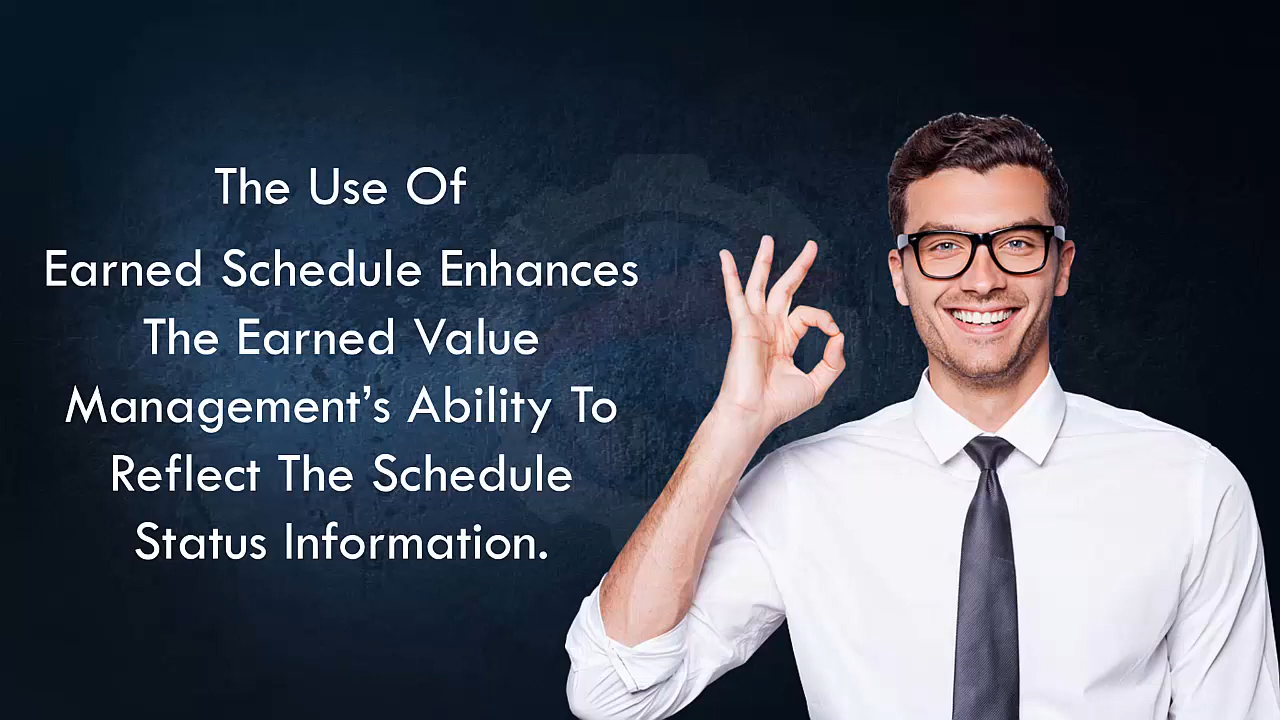 The Use Of
Earned Schedule Enhances
The Earned Value
Management’s Ability To
Reflect The Schedule
Status Information.